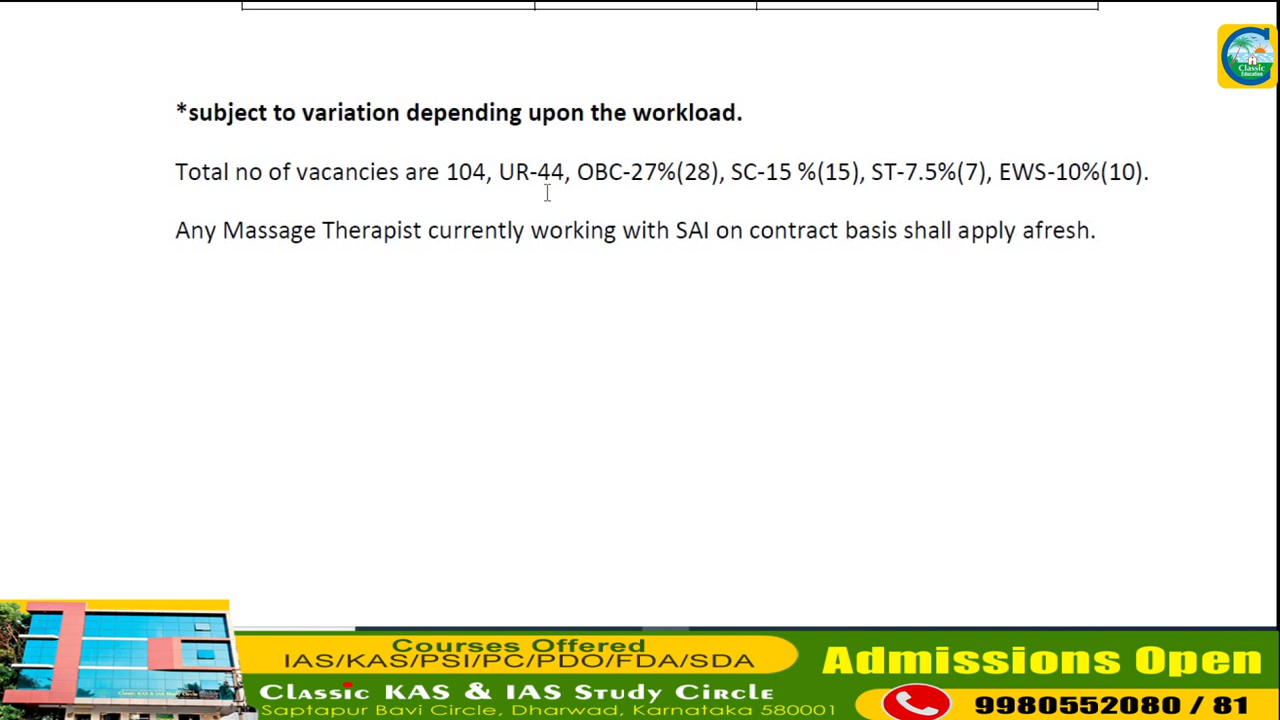 Classic
Education
*subject to variation depending upon the workload.
Total no of vacancies are 104, UR-44, OBC-27%(28), SC-15 %(15), ST-7.5%(7), EWS-10%(10).
Any Massage Therapist currently working with SAI on contract basis shall apply afresh.
Courses Offered
IAS/KAS/PSI/PC/PDO/FDA/SDA
Classic KAS & IAS Study Circle
Saptapur Bavi Circle, Dharwad, Karnataka 580001
Admissions Open
9980552080 / 81